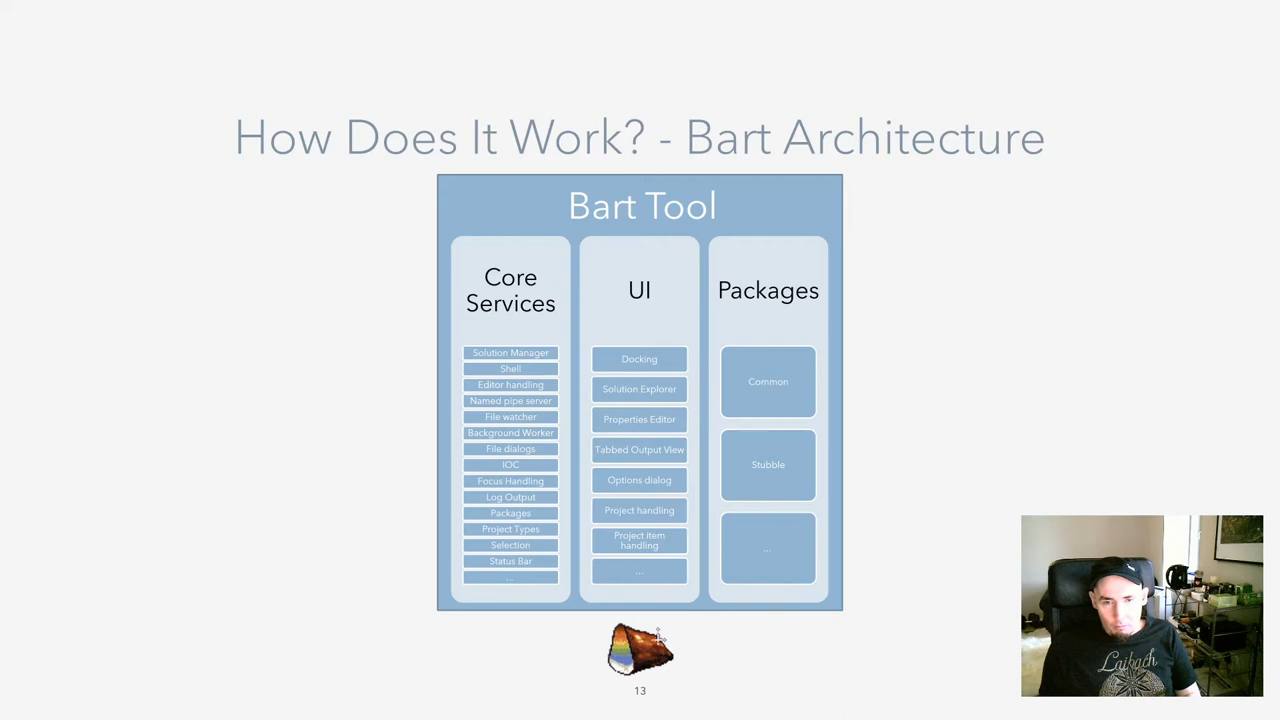 How Does It Work? - Bart Architecture
Bart Tool
Core
Services
Solution Manager
Shell
Editor handling
Named pipe server
File watcher
Background Worker
File dialogs
IOC
Focus Handling
Log Output
Packages
Project Types
Selection
Status Bar
...
UI
Docking
Solution Explorer
Properties Editor
Tabbed Output View
Options dialog
Project handling
Project item
handling
...
Packages
Common
Stubble
...
Laibach
13